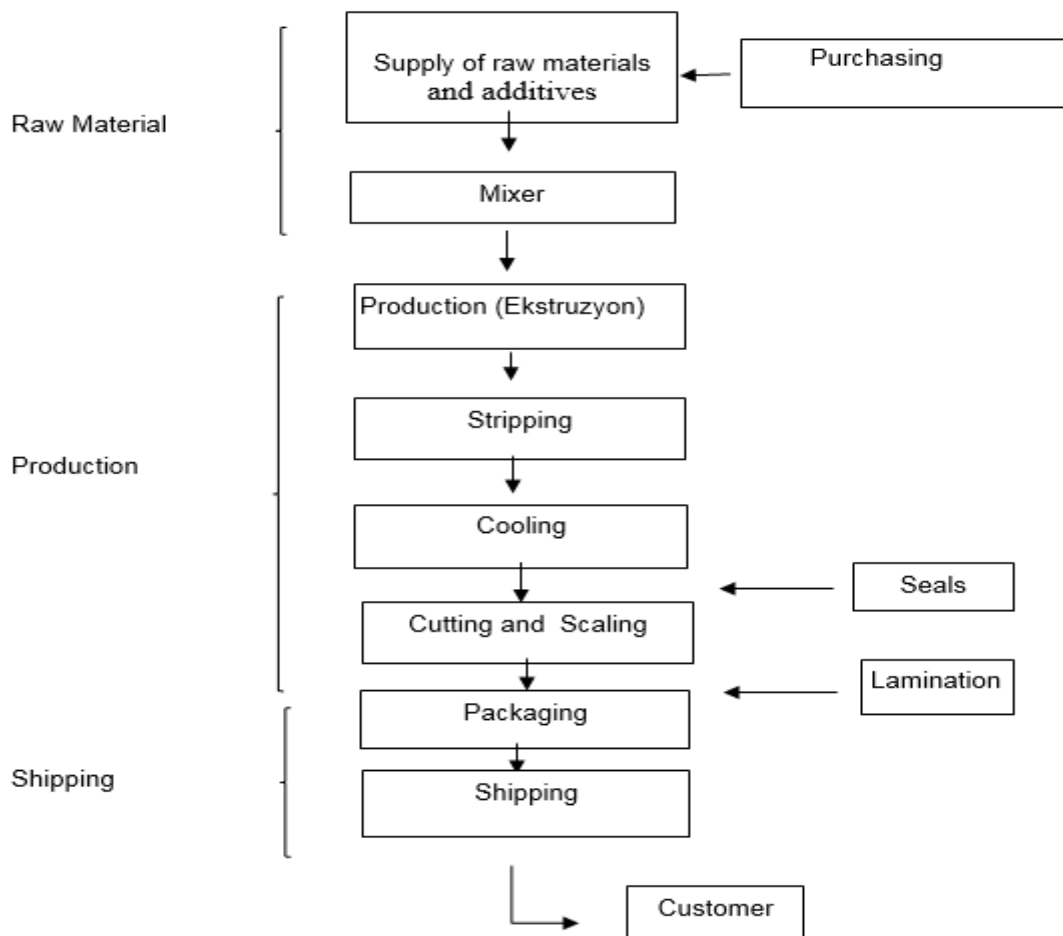 Supply of raw materials
and additives
Purchasing
Raw Material
Mixer
Production (Ekstruzyon)
Stripping
Production
Cooling
Seals
Cutting and Scaling
Lamination
Packaging
Shipping
Shipping
Customer